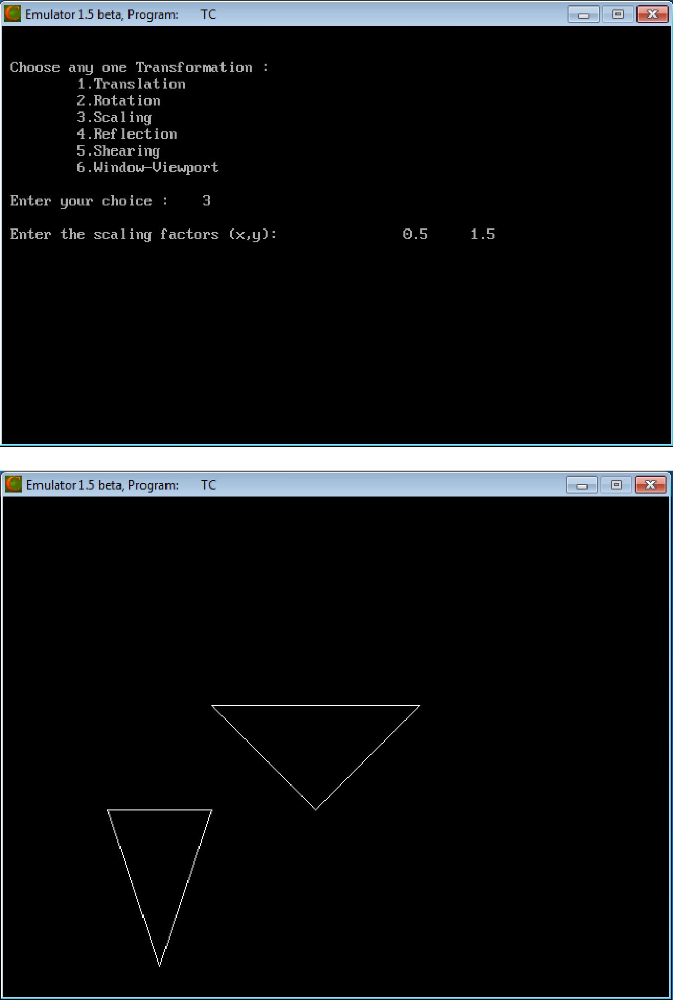 Emulator 1.5 beta, Program: TC
Choose any one Transformation :
1.Translation
2.Rotation
3.Scaling
4.Reflection
5.Shearing
6.Window-Viewport
Enter your choice : 3
Enter the scaling factors (x,y): 0.5 1.5
Emulator 1.5 beta, Program: TC